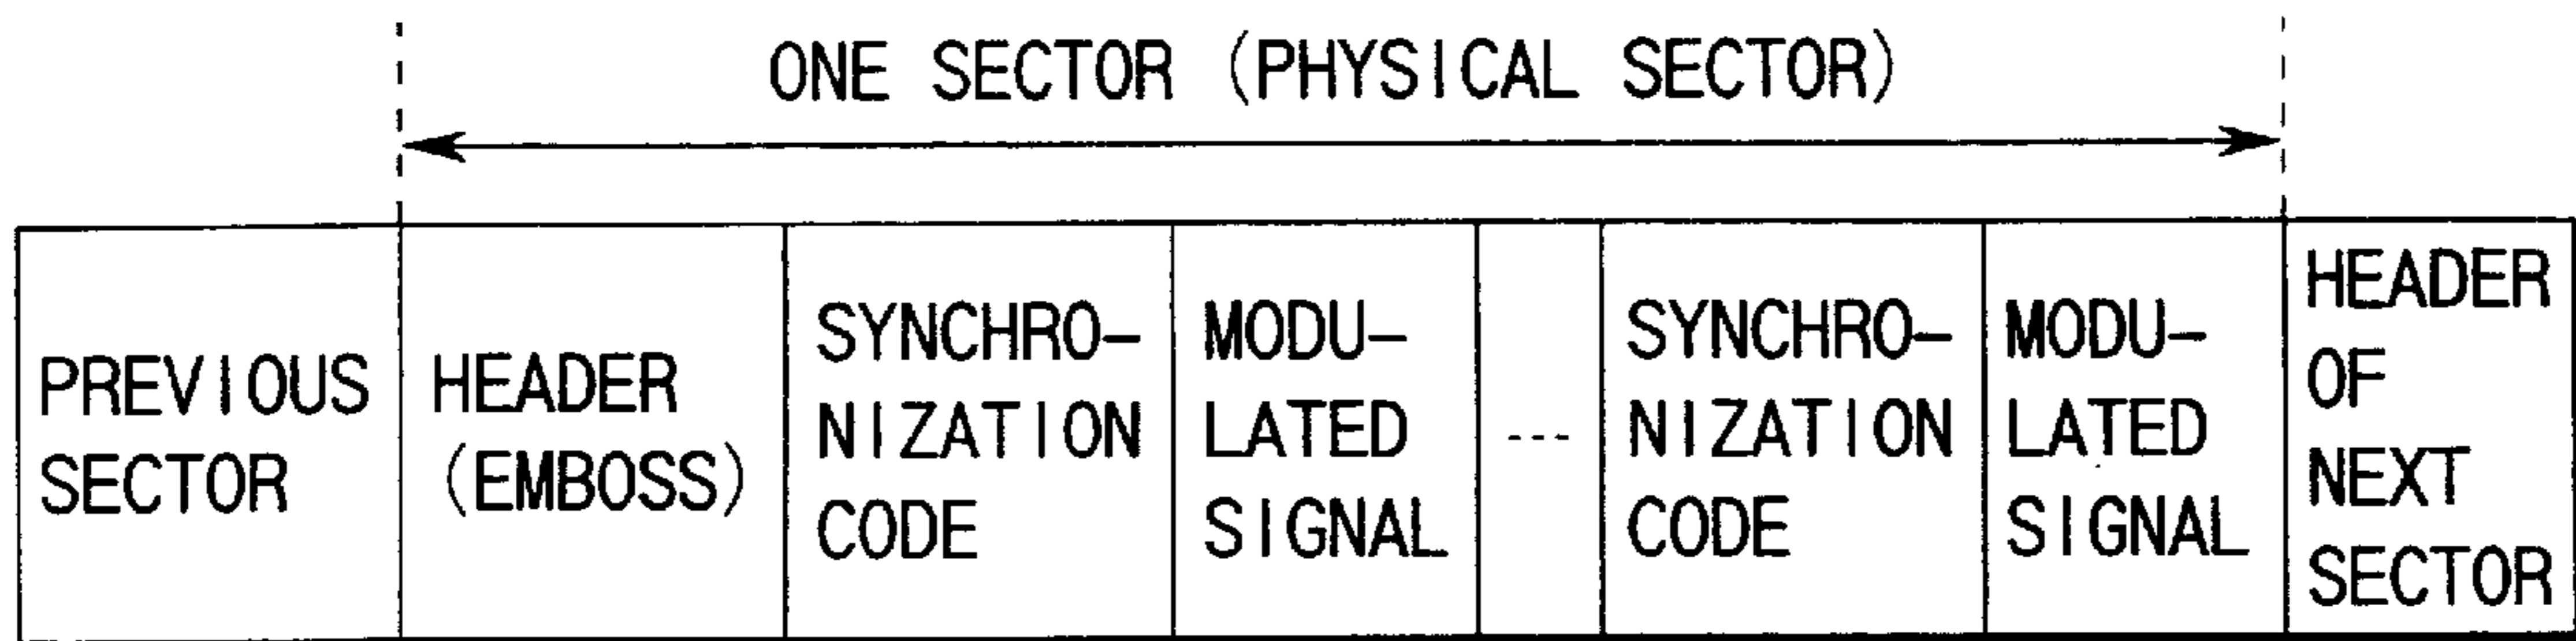 ONE SECTOR (PHYSICAL SECTOR)
PREVIOUS
SECTOR
HEADER
(EMBOSS)
SYNCHRO-
NIZATION
CODE
MODU-
LATED
SIGNAL
---
SYNCHRO-
NIZATION
CODE
MODU-
LATED
SIGNAL
HEADER
OF
NEXT
SECTOR